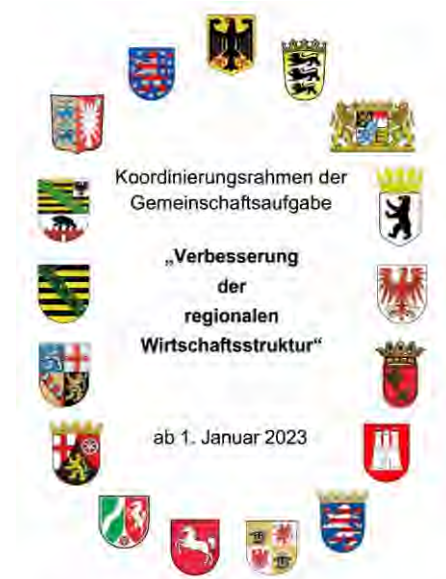 Koordinierungsrahmen der
Gemeinschaftsaufgabe
„Verbesserung
der
regionalen
Wirtschaftsstruktur“
ab 1. Januar 2023